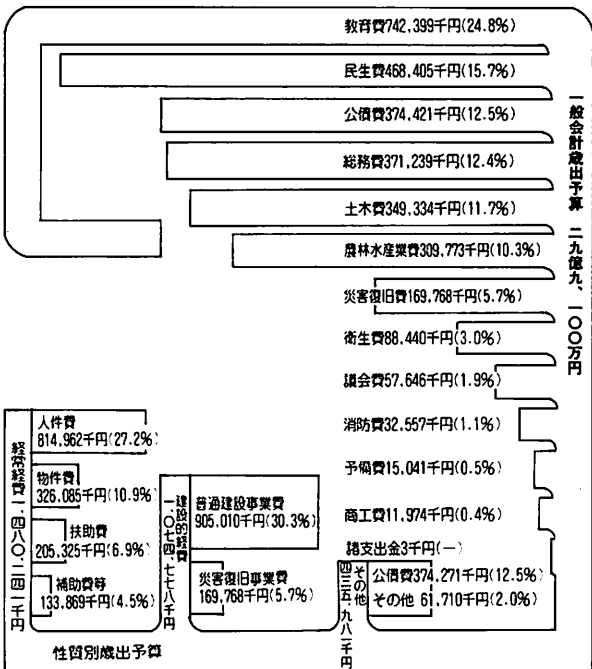 教育費742,399千円(24.8%)
民生費468,405千円(15.7%)
公債費374,421千円(12.5%)
総務費371,239千円(12.4%)
土木費349,334千円(11.7%)
農林水産業費309,773千円(10.3%)
災害復旧費169,768千円(5.7%)
衛生費88,440千円(3.0%)
議会費57,646千円(1.9%)
消防費32,557千円(1.1%)
予備費15,041千円(0.5%)
商工費11,974千円(0.4%)
諸支出金3千円(—)
一般会計歳出予算 二九億九、一〇〇万円
経常経費一、四八〇、二四一千円
人件費
814,962千円(27.2%)
物件費
326,085千円(10.9%)
扶助費
205,325千円(6.9%)
補助費等
133,869千円(4.5%)
建設的経費
一、〇七四、七七八千円
普通建設事業費
905,010千円(30.3%)
災害復旧事業費
169,768千円(5.7%)
その他
四三五、九八一千円
公債費374,271千円(12.5%)
その他 61,710千円(2.0%)
性質別歳出予算